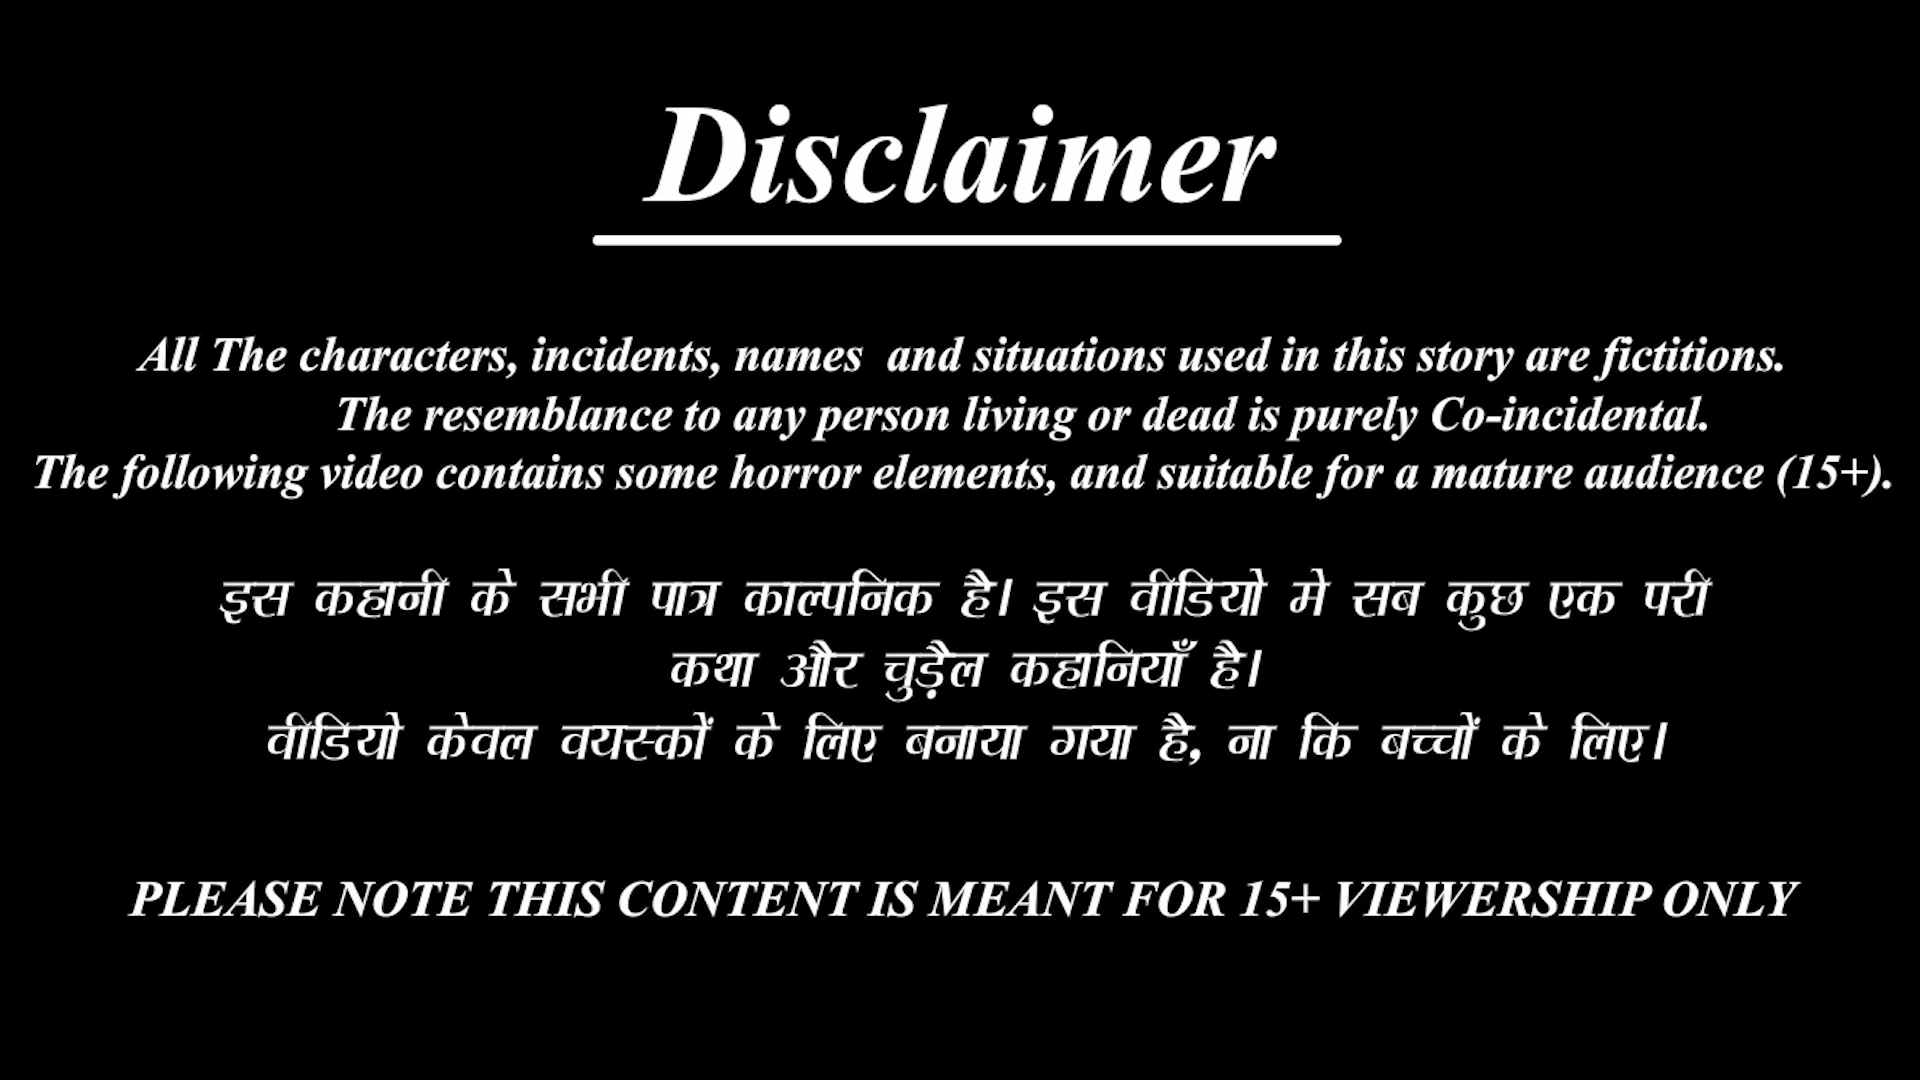 Disclaimer
All The characters, incidents, names and situations used in this story are fictitions.
The resemblance to any person living or dead is purely Co-incidental.
The following video contains some horror elements, and suitable for a mature audience (15+).
इस कहानी के सभी पात्र काल्पनिक है। इस वीडियो मे सब कुछ एक परी
कथा और चुड़ैल कहानियाँ है।
वीडियो केवल वयस्कों के लिए बनाया गया है, ना कि बच्चों के लिए।
PLEASE NOTE THIS CONTENT IS MEANT FOR 15+ VIEWERSHIP ONLY